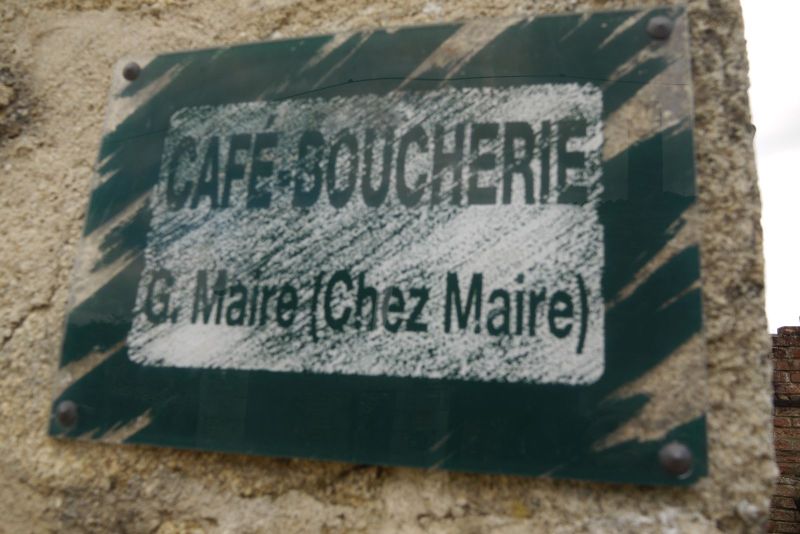 CAFÉ-BOUCHERIE
G. Maire (Chez Maire)